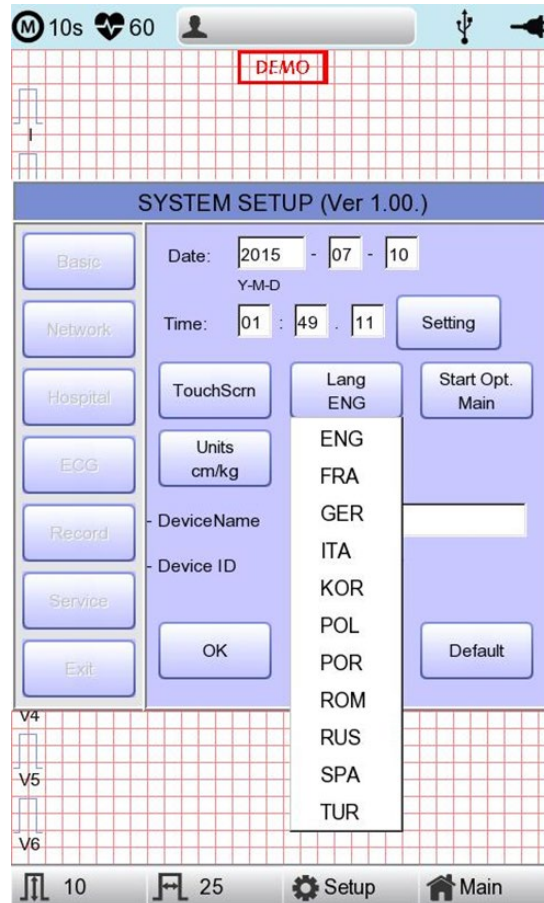 M 10s 60
DEMO
I
SYSTEM SETUP (Ver 1.00.)
Basic
Date: 2015 - 07 - 10
Y-M-D
Network
Time: 01 : 49 . 11 Setting
Hospital
TouchScrn
Lang
ENG
Start Opt.
Main
ECG
Units
cm/kg
ENG
FRA
GER
ITA
KOR
POL
POR
ROM
RUS
SPA
TUR
Record
- DeviceName
- Device ID
Service
Exit
OK
Default
V4
V5
V6
10 25 Setup Main